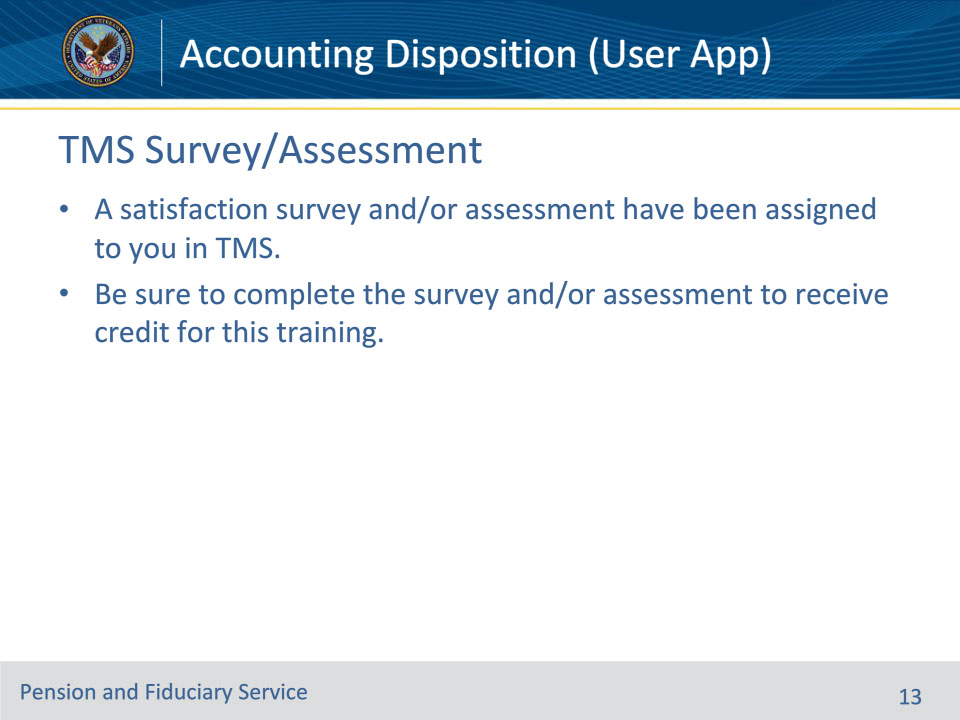 Accounting Disposition (User App)
TMS Survey/Assessment
• A satisfaction survey and/or assessment have been assigned
to you in TMS.
• Be sure to complete the survey and/or assessment to receive
credit for this training.
Pension and Fiduciary Service
13